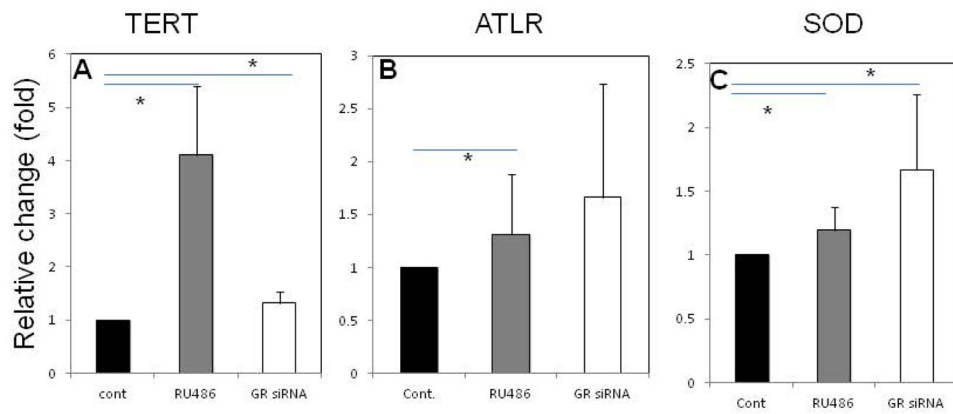 TERT
ATLR
SOD
Relative change (fold)
A
6
5
4
3
2
1
0
*
*
cont
RU486
GR siRNA
B
3
2.5
2
1.5
1
0.5
0
*
Cont.
RU486
GR siRNA
C
2.5
2
1.5
1
0.5
0
*
*
Cont
RU486
GR siRNA